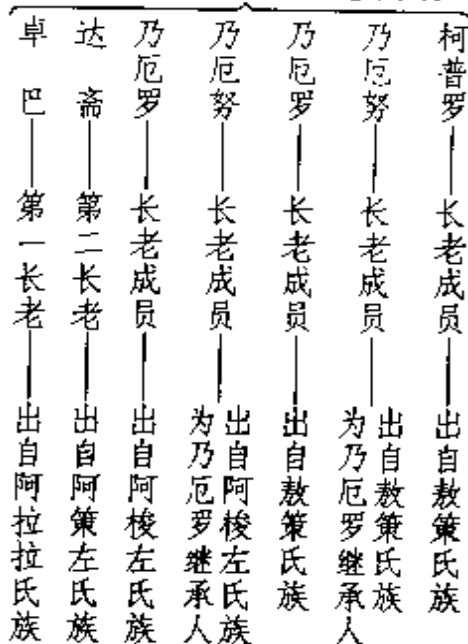 卓巴——第一长老——出自阿拉拉氏族
达斋——第二长老——出自阿策左氏族
乃厄罗——长老成员——出自阿梭左氏族
乃厄努——长老成员——出自阿梭左氏族
为乃厄罗继承人
乃厄罗——长老成员——出自敖策氏族
乃厄努——长老成员——出自敖策氏族
为乃厄罗继承人
柯普罗——长老成员——出自敖策氏族